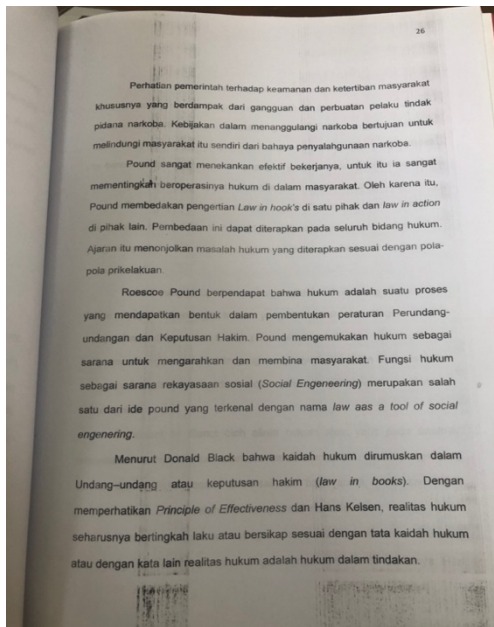 26
Perhatian pemerintah terhadap keamanan dan ketertiban masyarakat
khususnya yang berdampak dari gangguan dan perbuatan pelaku tindak
pidana narkoba. Kebijakan dalam menanggulangi narkoba bertujuan untuk
melindungi masyarakat itu sendiri dari bahaya penyalahgunaan narkoba.
Pound sangat menekankan efektif bekerjanya, untuk itu ia sangat
mementingkan beroperasinya hukum di dalam masyarakat. Oleh karena itu,
Pound membedakan pengertian Law in hook's di satu pihak dan law in action
di pihak lain. Pembedaan ini dapat diterapkan pada seluruh bidang hukum.
Ajaran itu menonjolkan masalah hukum yang diterapkan sesuai dengan pola-
pola prikelakuan.
Roescoe Pound berpendapat bahwa hukum adalah suatu proses
yang mendapatkan bentuk dalam pembentukan peraturan Perundang-
undangan dan Keputusan Hakim. Pound mengemukakan hukum sebagai
sarana untuk mengarahkan dan membina masyarakat. Fungsi hukum
sebagai sarana rekayasaan sosial (Social Engeneering) merupakan salah
satu dari ide pound yang terkenal dengan nama law aas a tool of social
engenering.
Menurut Donald Black bahwa kaidah hukum dirumuskan dalam
Undang–undang atau keputusan hakim (law in books). Dengan
memperhatikan Principle of Effectiveness dan Hans Kelsen, realitas hukum
seharusnya bertingkah laku atau bersikap sesuai dengan tata kaidah hukum
atau dengan kata lain realitas hukum adalah hukum dalam tindakan.